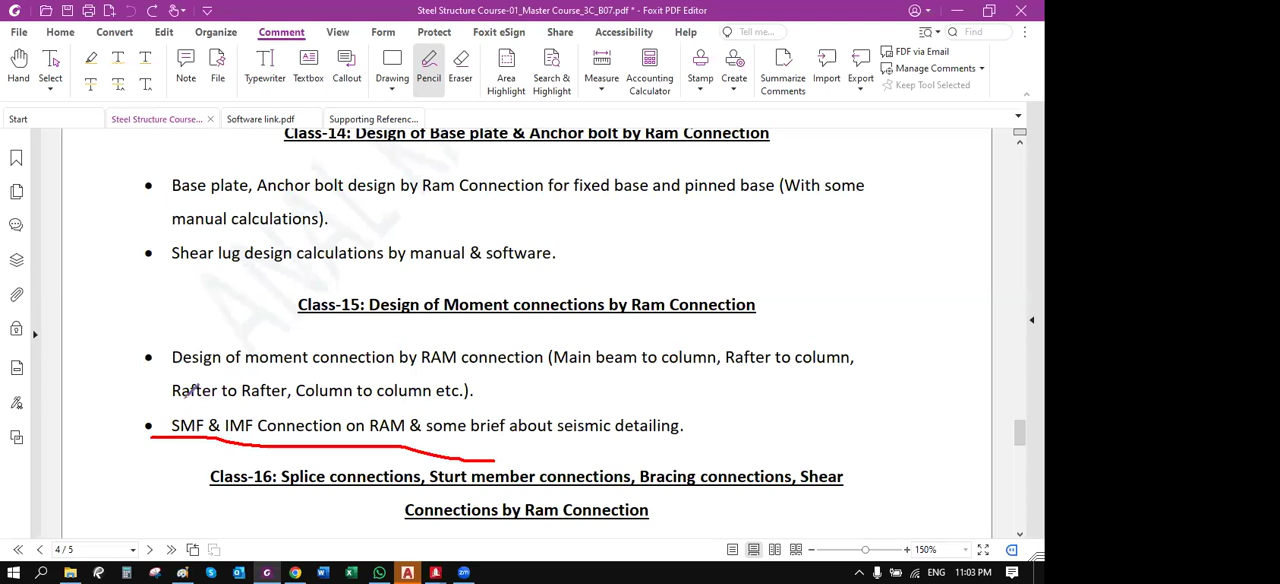 Steel Structure Course-01_Master Course_3C_B07.pdf * - Foxit PDF Editor
File Home Convert Edit Organize Comment View Form Protect Foxit eSign Share Accessibility Help Tell me... Find
Hand Select Note File Typewriter Textbox Callout Drawing Pencil Eraser Area Highlight Search & Highlight Measure Accounting Calculator Stamp Create Summarize Comments Import Export
FDF via Email
Manage Comments
Keep Tool Selected
Start Steel Structure Course... Software link.pdf Supporting Referenc...
Class-14: Design of Base plate & Anchor bolt by Ram Connection
• Base plate, Anchor bolt design by Ram Connection for fixed base and pinned base (With some
manual calculations).
• Shear lug design calculations by manual & software.
Class-15: Design of Moment connections by Ram Connection
• Design of moment connection by RAM connection (Main beam to column, Rafter to column,
Rafter to Rafter, Column to column etc.).
• SMF & IMF Connection on RAM & some brief about seismic detailing.
Class-16: Splice connections, Sturt member connections, Bracing connections, Shear
Connections by Ram Connection
4 / 5 150%
ENG 11:03 PM